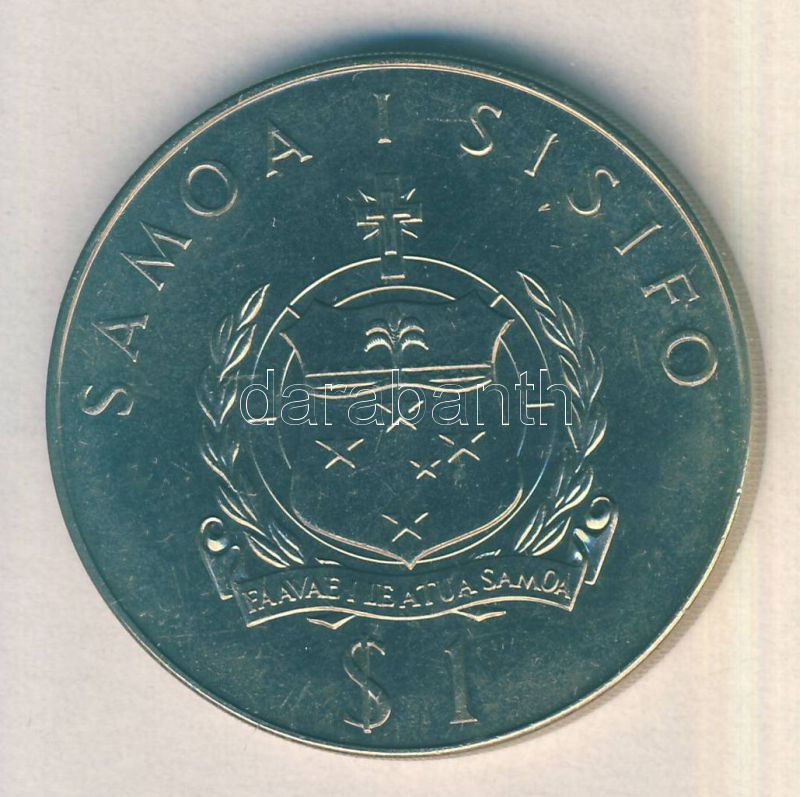 SAMOA I SISIFO
darabanth
FAAVAE I LE ATUA SAMOA
$1